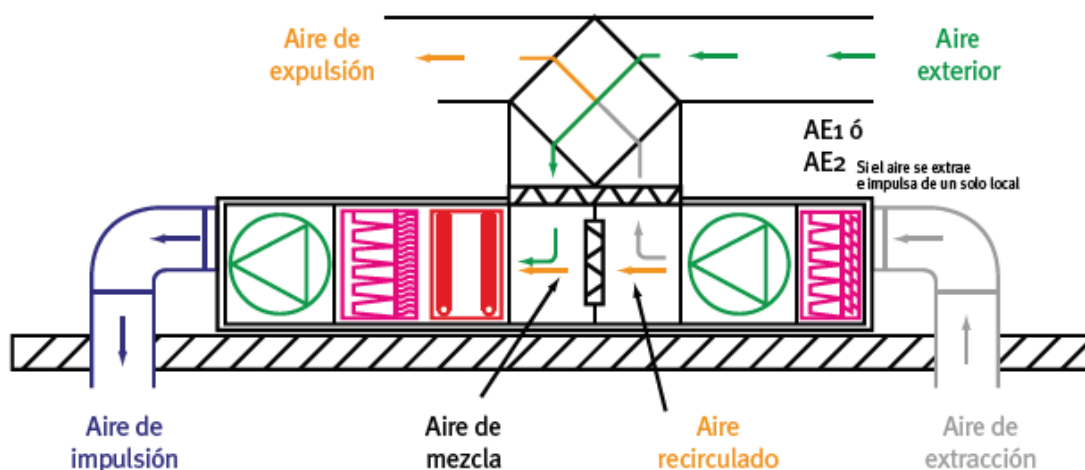 Aire de
expulsión
Aire
exterior
AE1 ó
AE2 Si el aire se extrae
e impulsa de un solo local
Aire de
impulsión
Aire de
mezcla
Aire
recirculado
Aire de
extracción